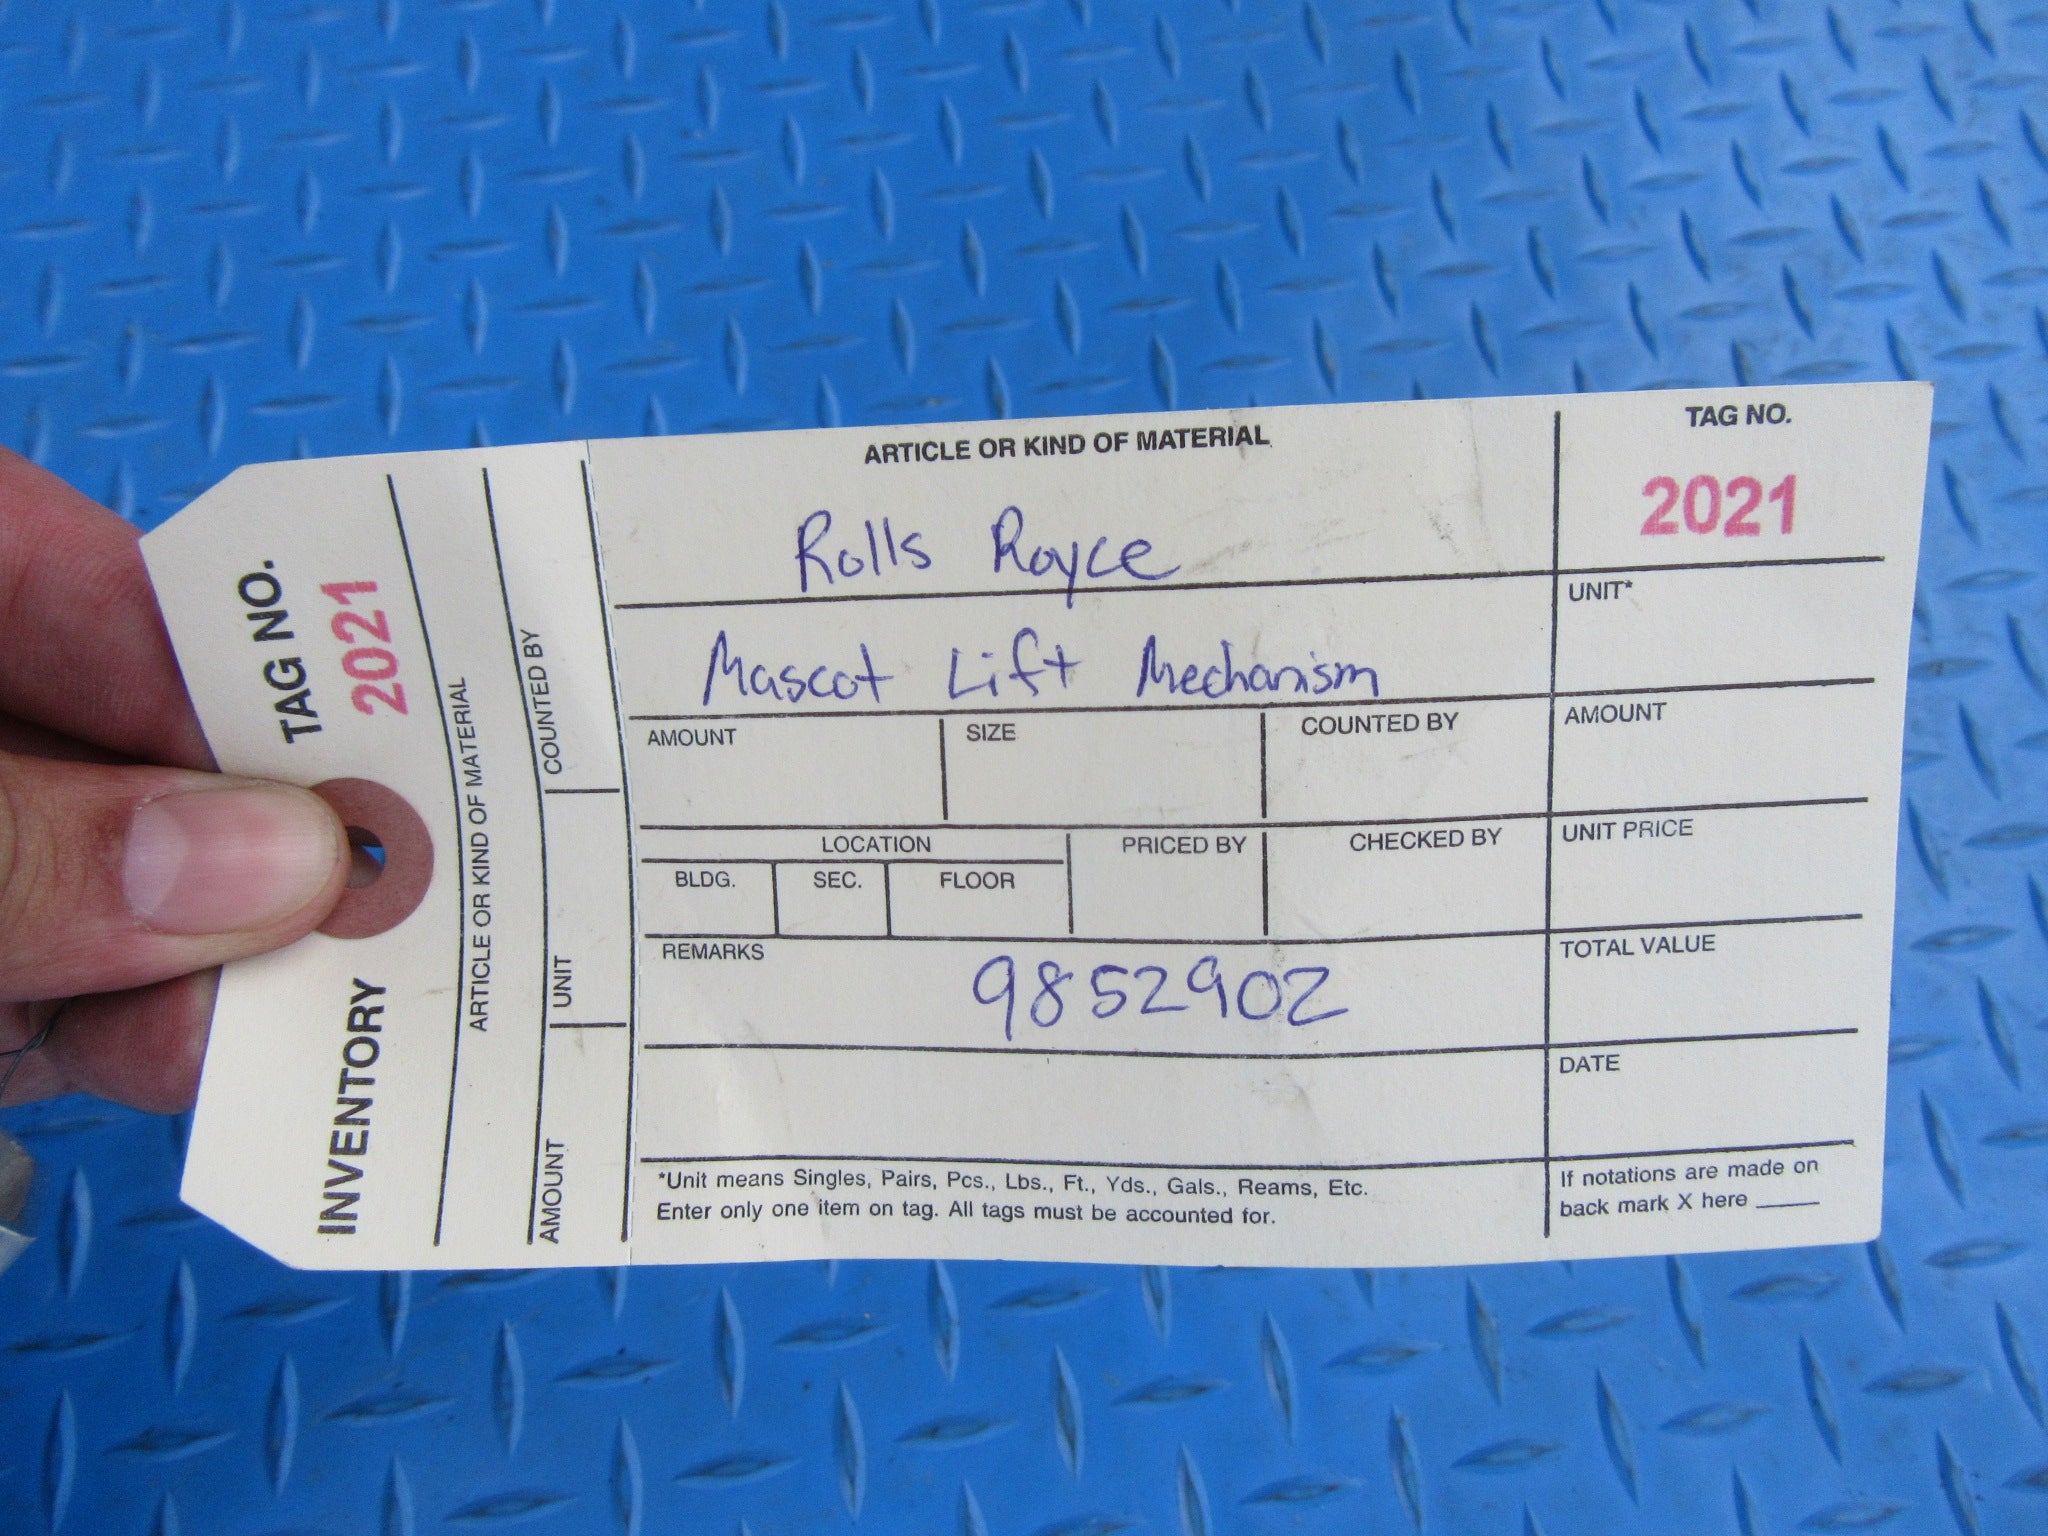 INVENTORY TAG NO.
2021
ARTICLE OR KIND OF MATERIAL
AMOUNT UNIT COUNTED BY
ARTICLE OR KIND OF MATERIAL
Rolls Royce
Mascot Lift Mechanism
TAG NO.
2021
UNIT*
AMOUNT SIZE COUNTED BY AMOUNT
LOCATION PRICED BY CHECKED BY UNIT PRICE
BLDG. SEC. FLOOR
REMARKS 9852902 TOTAL VALUE
DATE
*Unit means Singles, Pairs, Pcs., Lbs., Ft., Yds., Gals., Reams, Etc.
Enter only one item on tag. All tags must be accounted for.
If notations are made on
back mark X here ____